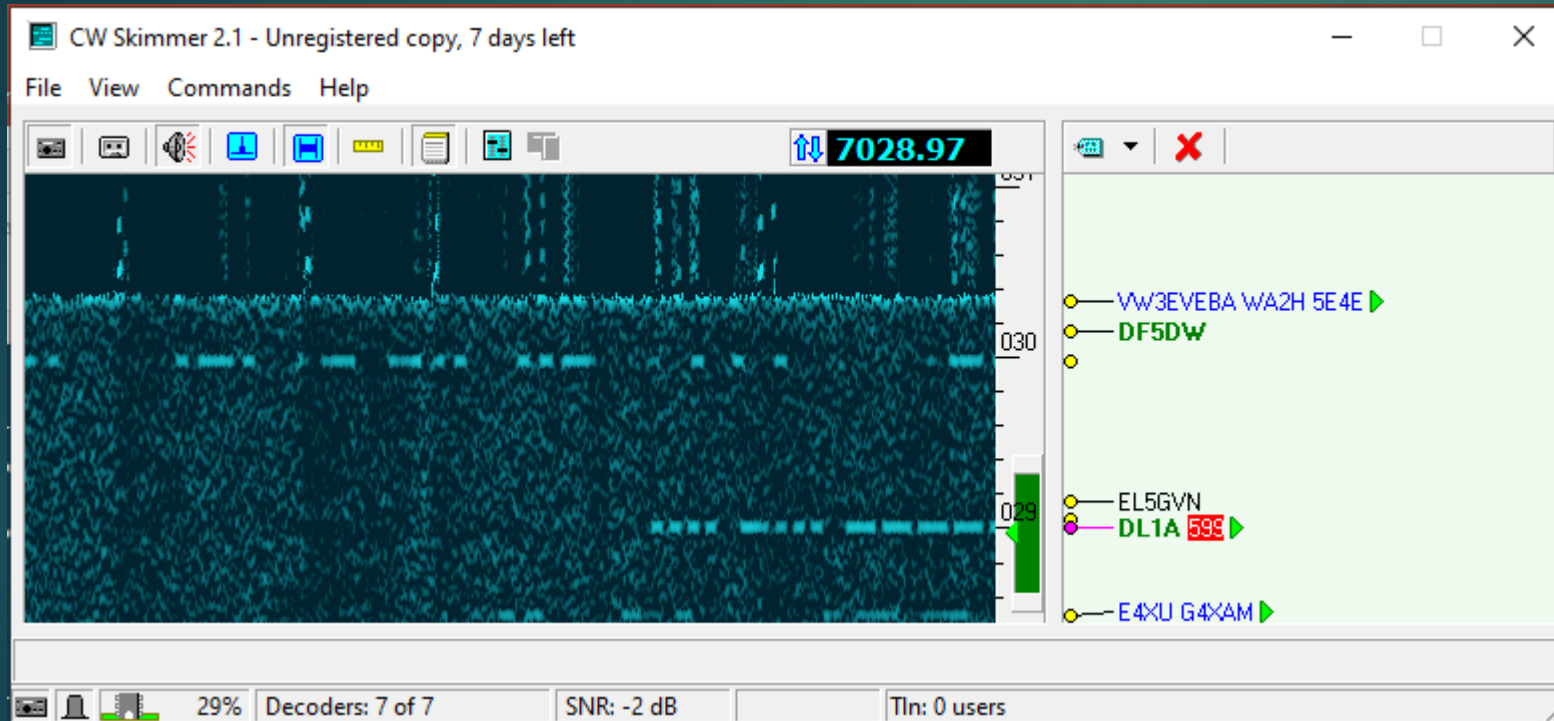 CW Skimmer 2.1 - Unregistered copy, 7 days left
File View Commands Help
7028.97
030
029
VW3EVEBA WA2H 5E4E
DF5DW
EL5GVN
DL1A 599
E4XU G4XAM
29% Decoders: 7 of 7 SNR: -2 dB Tln: 0 users